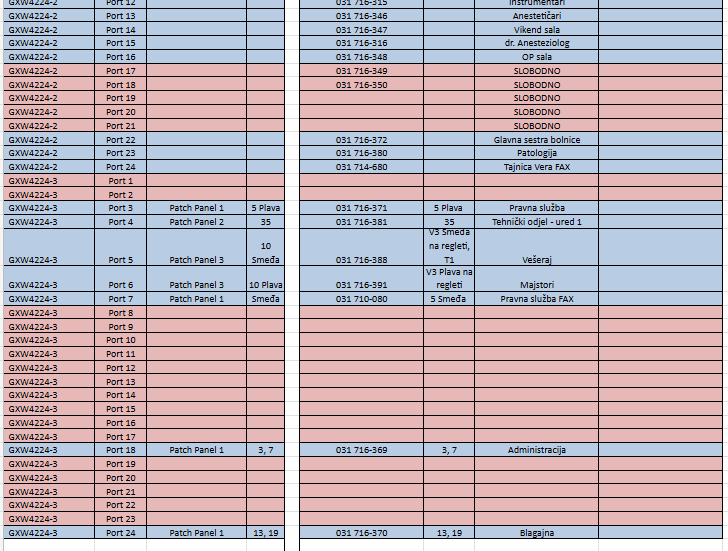 GXW4224-2 Port 12 031 716-315 Instrumentari
GXW4224-2 Port 13 031 716-346 Anestetičari
GXW4224-2 Port 14 031 716-347 Vikend sala
GXW4224-2 Port 15 031 716-316 dr. Anesteziolog
GXW4224-2 Port 16 031 716-348 OP sala
GXW4224-2 Port 17 031 716-349 SLOBODNO
GXW4224-2 Port 18 031 716-350 SLOBODNO
GXW4224-2 Port 19 SLOBODNO
GXW4224-2 Port 20 SLOBODNO
GXW4224-2 Port 21 SLOBODNO
GXW4224-2 Port 22 031 716-372 Glavna sestra bolnice
GXW4224-2 Port 23 031 716-380 Patologija
GXW4224-2 Port 24 031 714-680 Tajnica Vera FAX
GXW4224-3 Port 1
GXW4224-3 Port 2
GXW4224-3 Port 3 Patch Panel 1 5 Plava 031 716-371 5 Plava Pravna služba
GXW4224-3 Port 4 Patch Panel 2 35 031 716-381 35 Tehnički odjel - ured 1
V3 Smeđa
10 na regleti,
GXW4224-3 Port 5 Patch Panel 3 Smeđa 031 716-388 T1 Vešeraj
V3 Plava na
GXW4224-3 Port 6 Patch Panel 3 10 Plava 031 716-391 regleti Majstori
GXW4224-3 Port 7 Patch Panel 1 Smeđa 031 710-080 5 Smeđa Pravna služba FAX
GXW4224-3 Port 8
GXW4224-3 Port 9
GXW4224-3 Port 10
GXW4224-3 Port 11
GXW4224-3 Port 12
GXW4224-3 Port 13
GXW4224-3 Port 14
GXW4224-3 Port 15
GXW4224-3 Port 16
GXW4224-3 Port 17
GXW4224-3 Port 18 Patch Panel 1 3, 7 031 716-369 3, 7 Administracija
GXW4224-3 Port 19
GXW4224-3 Port 20
GXW4224-3 Port 21
GXW4224-3 Port 22
GXW4224-3 Port 23
GXW4224-3 Port 24 Patch Panel 1 13, 19 031 716-370 13, 19 Blagajna